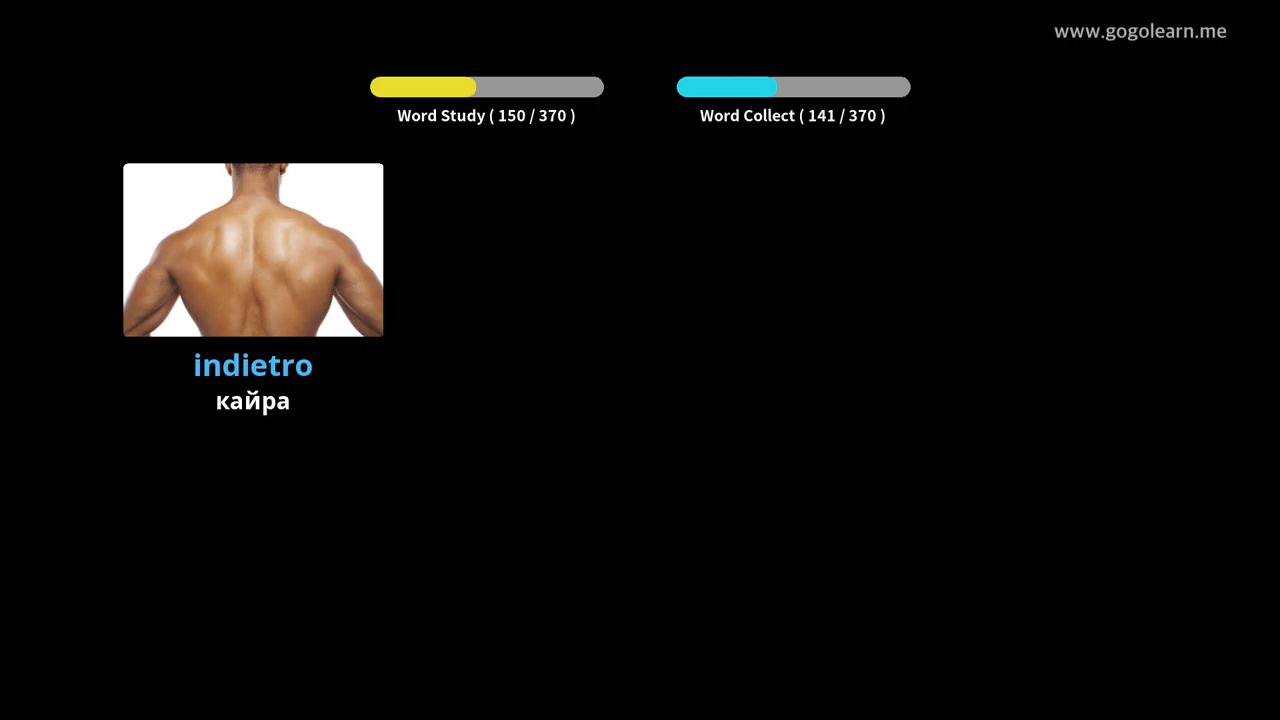 www.gogolearn.me
Word Study ( 150 / 370 )
Word Collect ( 141 / 370 )
indietro
кайра